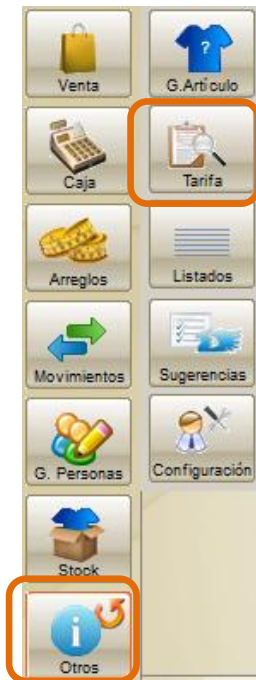 Venta
G.Artículo
?
Caja
Tarifa
Arreglos
Listados
Movimientos
Sugerencias
G. Personas
Configuración
Stock
i
Otros